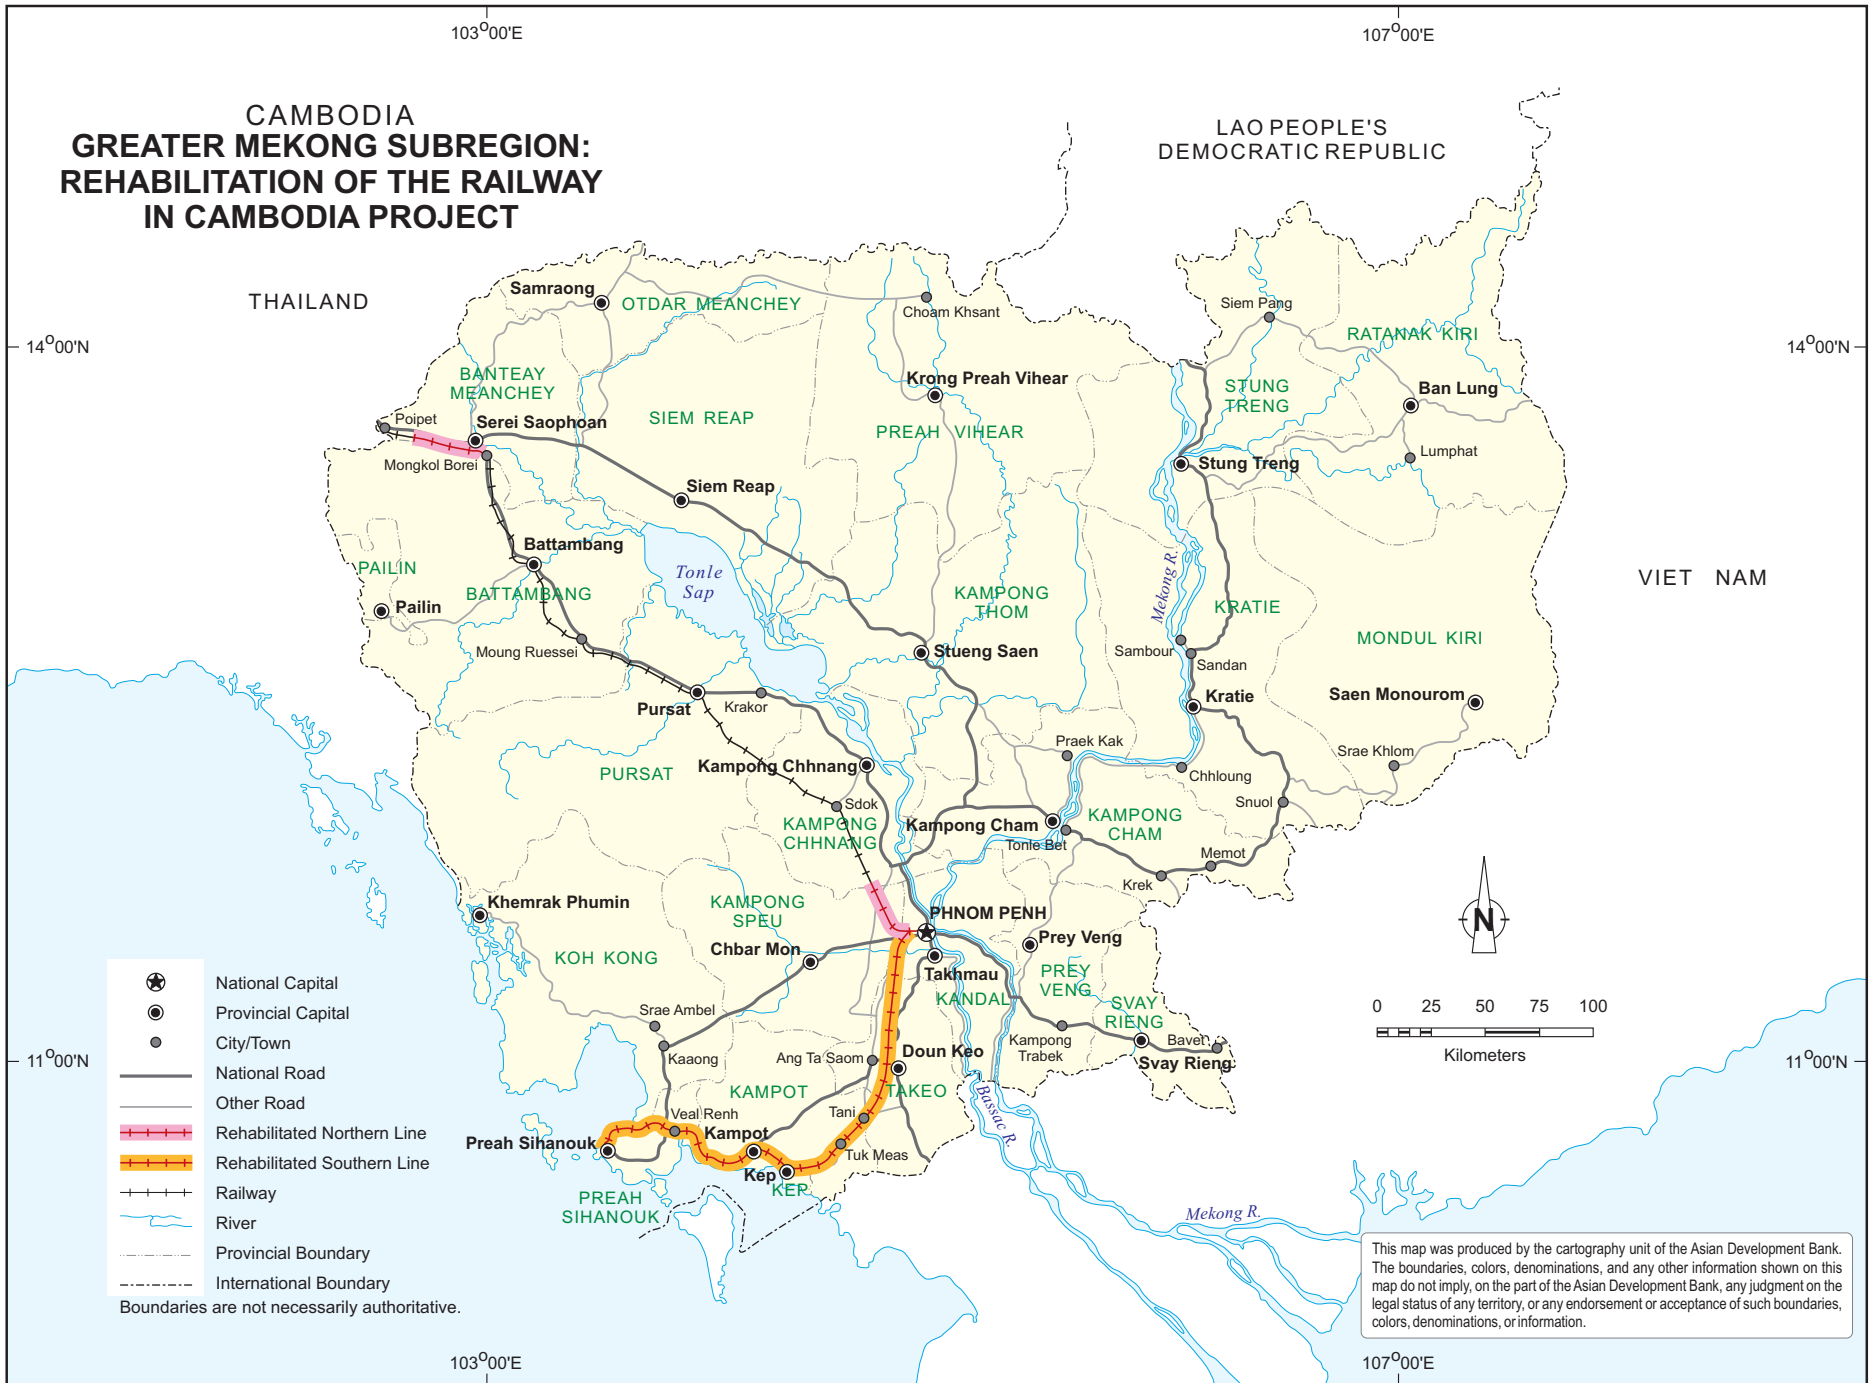 103°00'E
107°00'E
CAMBODIA
GREATER MEKONG SUBREGION:
REHABILITATION OF THE RAILWAY
IN CAMBODIA PROJECT
LAO PEOPLE'S
DEMOCRATIC REPUBLIC
THAILAND
VIET NAM
14°00'N
14°00'N
Samraong
OTDAR MEANCHEY
Choam Khsant
Siem Pang
RATANAK KIRI
BANTEAY
MEANCHEY
Krong Preah Vihear
STUNG
TRENG
Ban Lung
Poipet
Serei Saophoan
SIEM REAP
PREAH VIHEAR
Mongkol Borei
Stung Treng
Lumphat
Siem Reap
Battambang
Tonle
Sap
Mekong R.
PAILIN
BATTAMBANG
KAMPONG
THOM
KRATIE
Pailin
MONDUL KIRI
Moung Ruessei
Stueng Saen
Sambour
Sandan
Pursat
Krakor
Kratie
Saen Monourom
Praek Kak
Srae Khlom
PURSAT
Kampong Chhnang
Chhloung
Sdok
Snuol
KAMPONG
CHHNANG
Kampong Cham
KAMPONG
CHAM
Tonle Bet
Memot
Krek
Khemrak Phumin
KAMPONG
SPEU
PHNOM PENH
N
Chbar Mon
Prey Veng
KOH KONG
Takhmau
PREY
VENG
KANDAL
SVAY
RIENG
Srae Ambel
Kaaong
Ang Ta Saom
Doun Keo
Kampong
Trabek
Bavet
Svay Rieng
KAMPOT
TAKEO
Bassac R.
Veal Renh
Tani
Preah Sihanouk
Kampot
Tuk Meas
Kep
KEP
PREAH
SIHANOUK
Mekong R.
0 25 50 75 100
Kilometers
11°00'N
11°00'N
National Capital
Provincial Capital
City/Town
National Road
Other Road
Rehabilitated Northern Line
Rehabilitated Southern Line
Railway
River
Provincial Boundary
International Boundary
Boundaries are not necessarily authoritative.
This map was produced by the cartography unit of the Asian Development Bank.
The boundaries, colors, denominations, and any other information shown on this
map do not imply, on the part of the Asian Development Bank, any judgment on the
legal status of any territory, or any endorsement or acceptance of such boundaries,
colors, denominations, or information.
103°00'E
107°00'E